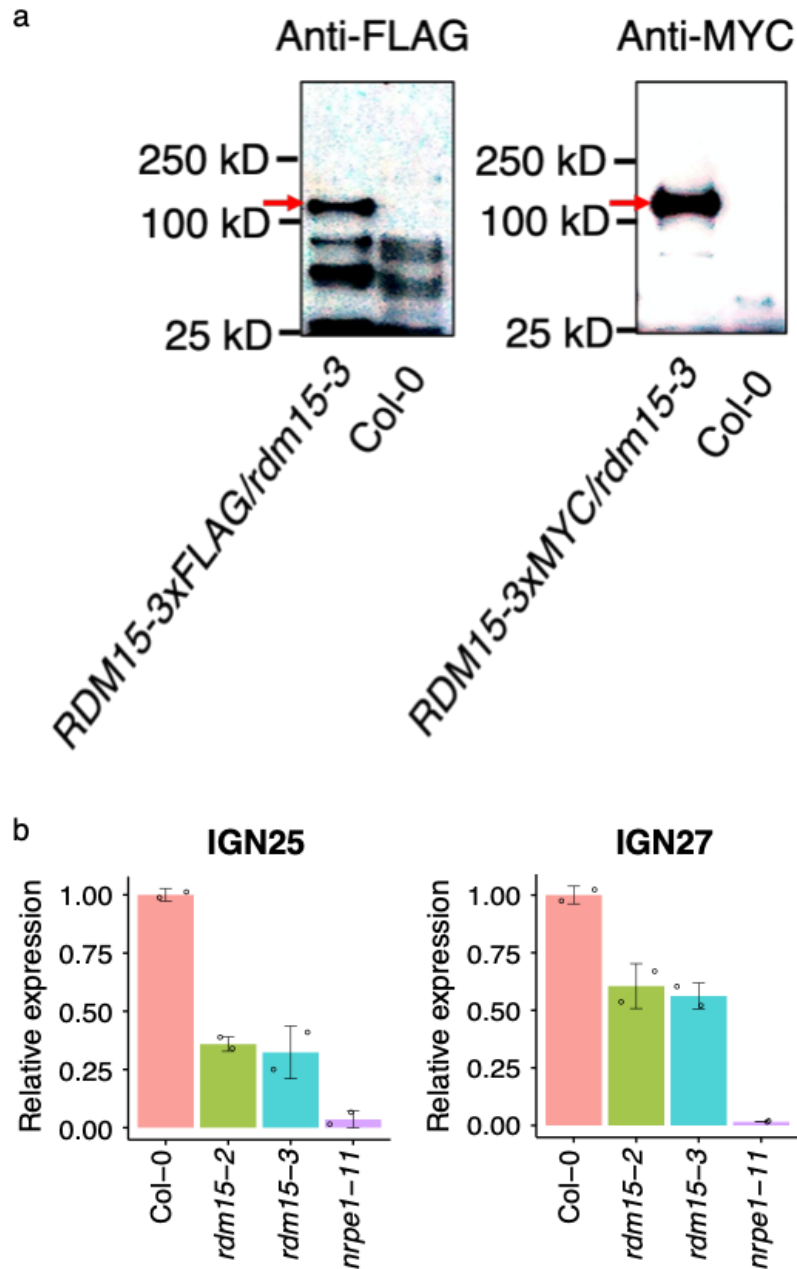 a
Anti-FLAG
Anti-MYC
250 kD
100 kD
25 kD
250 kD
100 kD
25 kD
RDM15-3xFLAG/rdm15-3
Col-0
RDM15-3xMYC/rdm15-3
Col-0
b
IGN25
Relative expression
1.00
0.75
0.50
0.25
0.00
Col-0
rdm15-2
rdm15-3
nrpe1-11
IGN27
Relative expression
1.00
0.75
0.50
0.25
0.00
Col-0
rdm15-2
rdm15-3
nrpe1-11